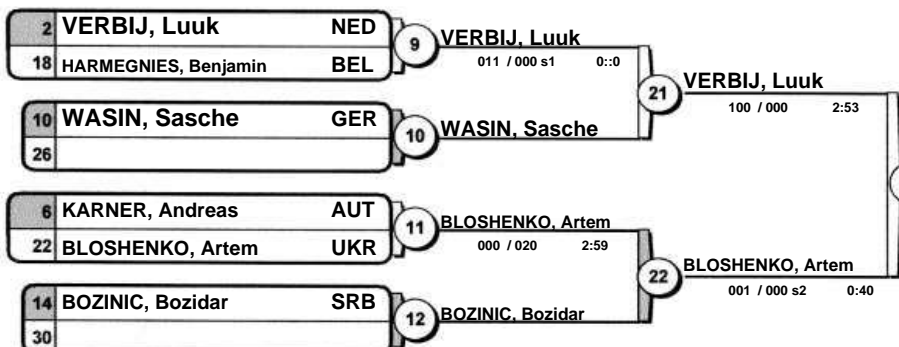 2 VERBIJ, Luuk NED
18 HARMEGNIES, Benjamin BEL
9
VERBIJ, Luuk
011 / 000 s1 0::0
10 WASIN, Sasche GER
26
10
WASIN, Sasche
21
VERBIJ, Luuk
100 / 000 2:53
6 KARNER, Andreas AUT
22 BLOSHENKO, Artem UKR
11
BLOSHENKO, Artem
000 / 020 2:59
14 BOZINIC, Bozidar SRB
30
12
BOZINIC, Bozidar
22
BLOSHENKO, Artem
001 / 000 s2 0:40